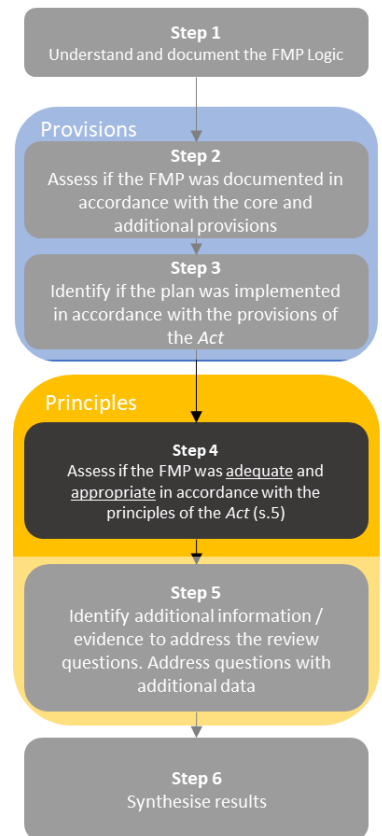 Step 1
Understand and document the FMP Logic
Provisions
Step 2
Assess if the FMP was documented in
accordance with the core and
additional provisions
Step 3
Identify if the plan was implemented
in accordance with the provisions of
the Act
Principles
Step 4
Assess if the FMP was adequate and
appropriate in accordance with the
principles of the Act (s.5)
Step 5
Identify additional information /
evidence to address the review
questions. Address questions with
additional data
Step 6
Synthesise results